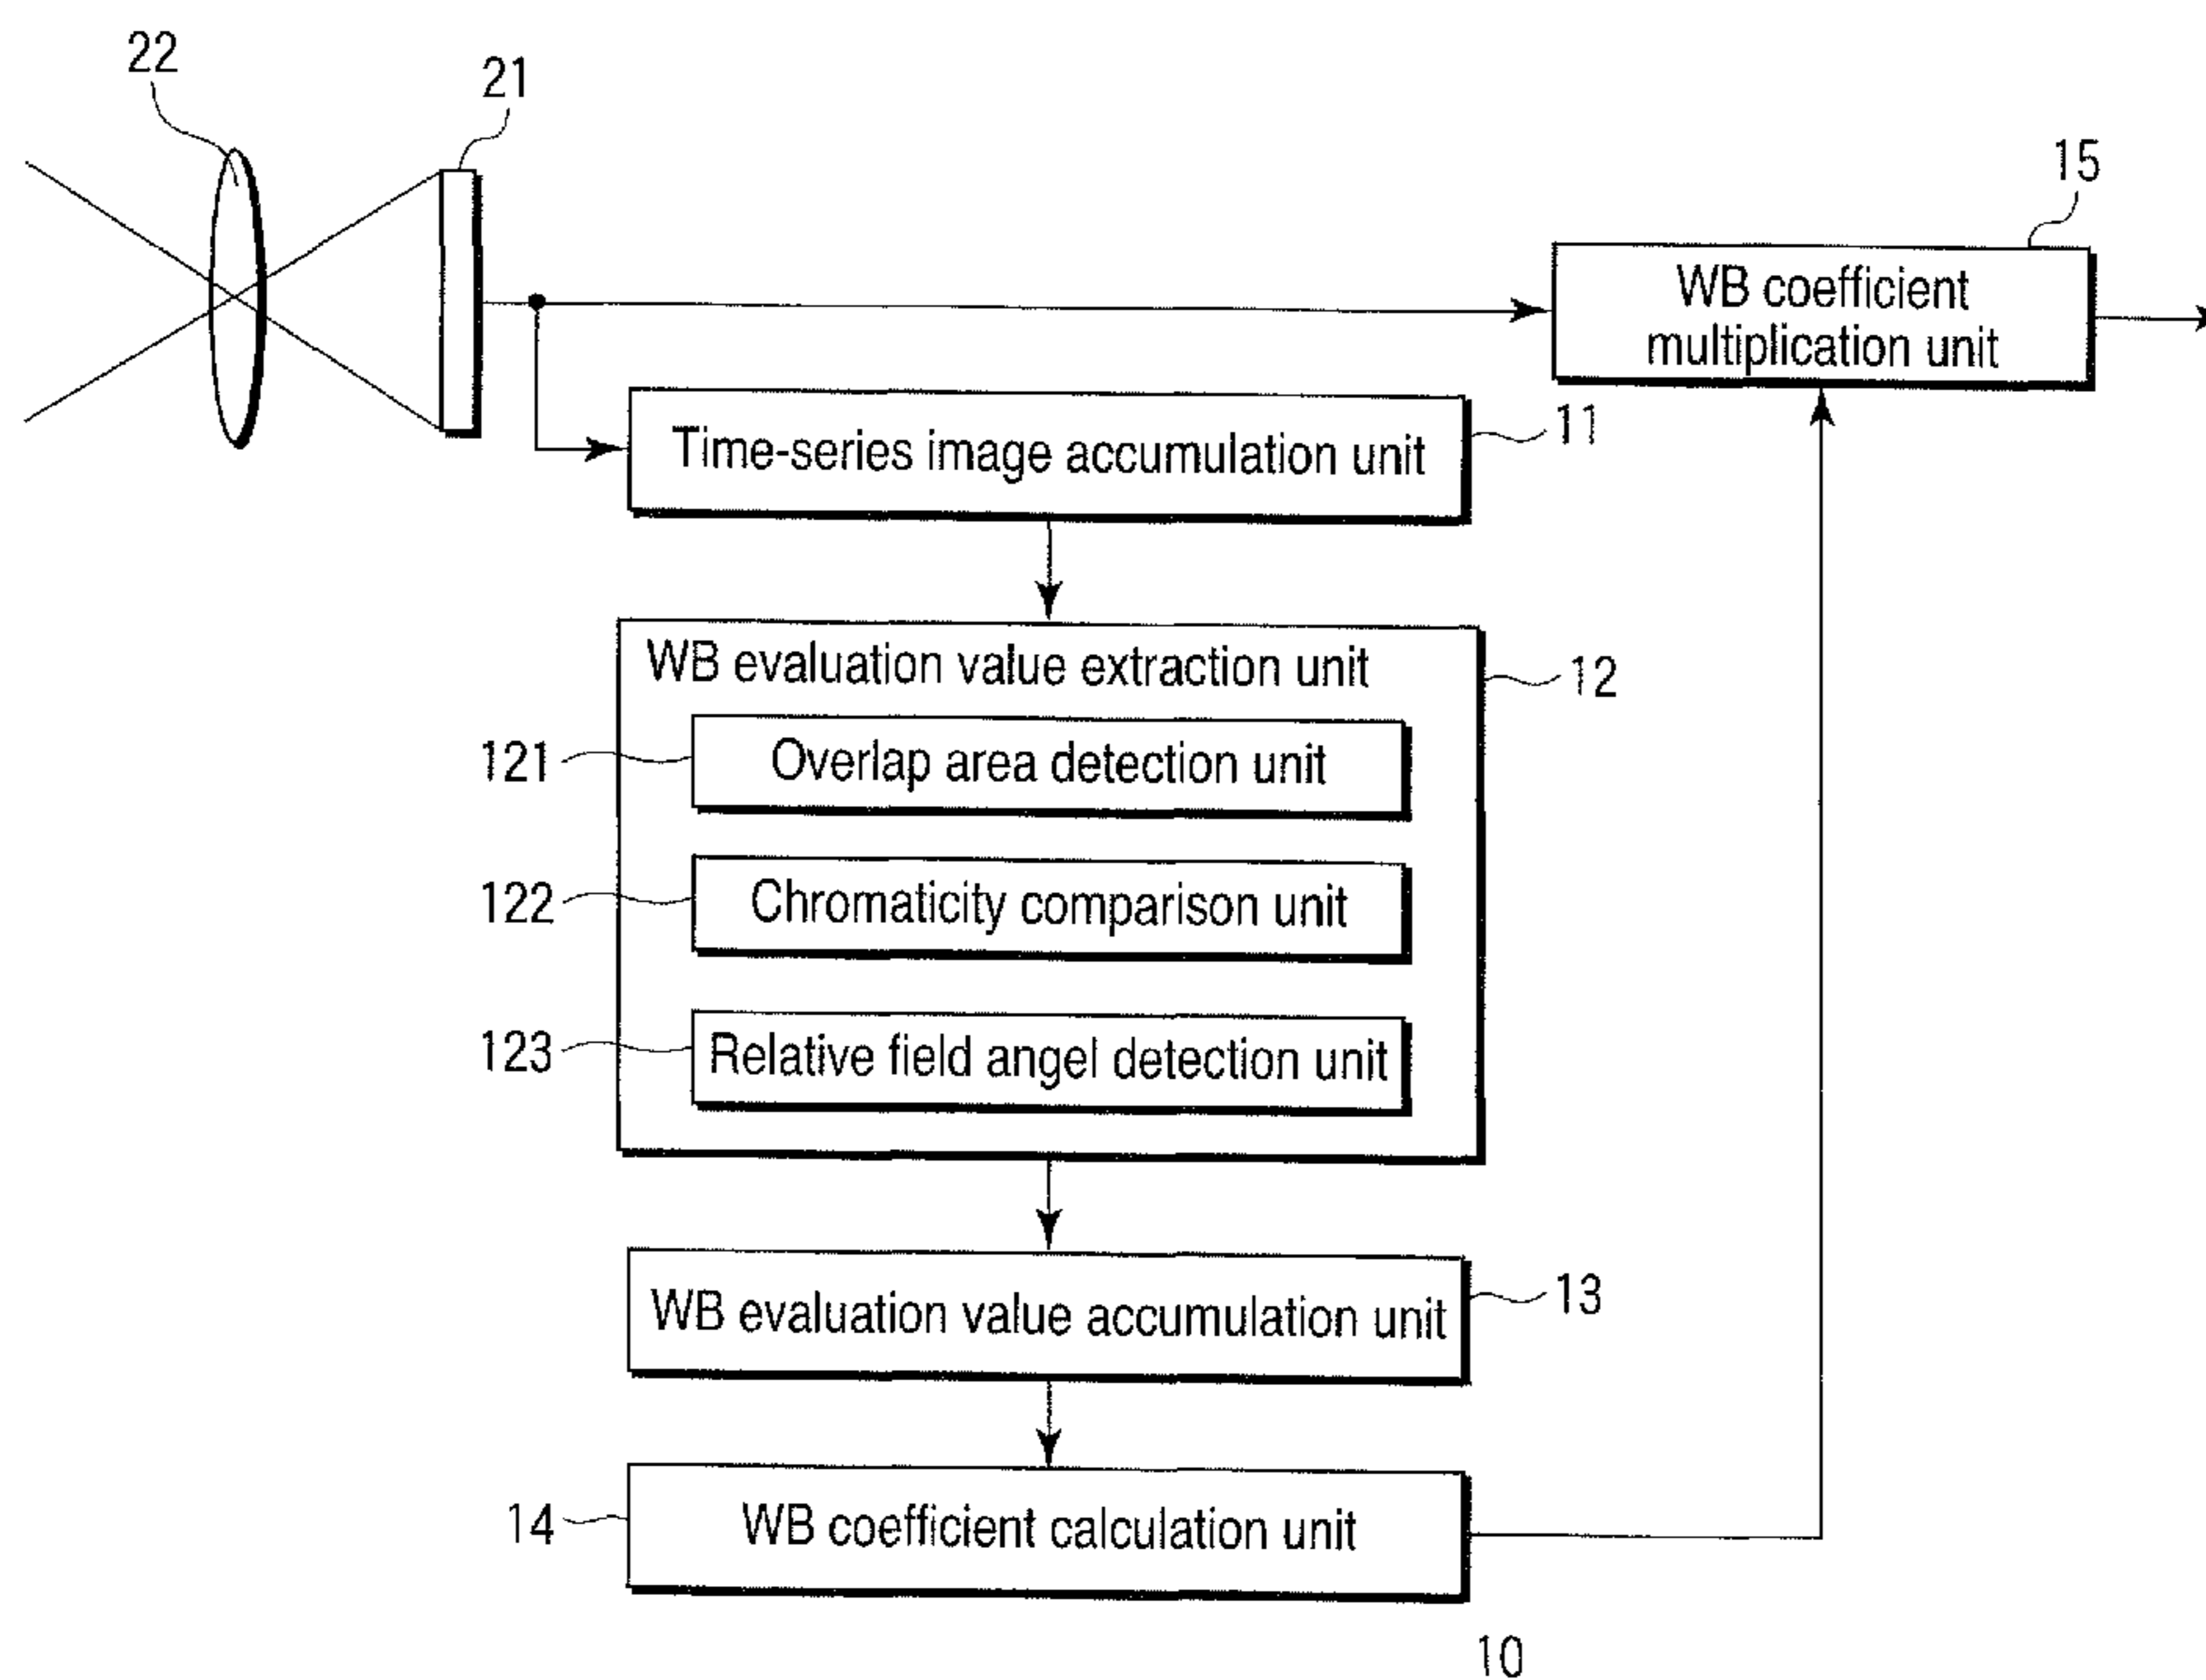 22
21
15
WB coefficient
multiplication unit
11
Time-series image accumulation unit
WB evaluation value extraction unit
12
121
Overlap area detection unit
122
Chromaticity comparison unit
123
Relative field angel detection unit
WB evaluation value accumulation unit
13
14
WB coefficient calculation unit
10